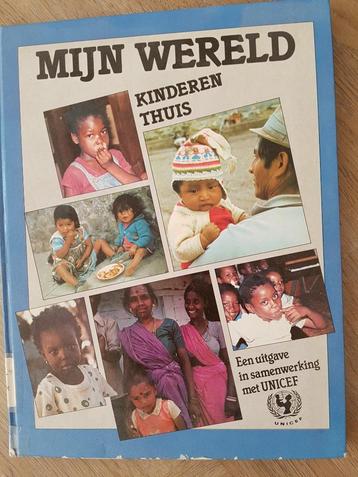 MIJN WERELD
KINDEREN
THUIS
Een uitgave
in samenwerking
met UNICEF
UNICEF